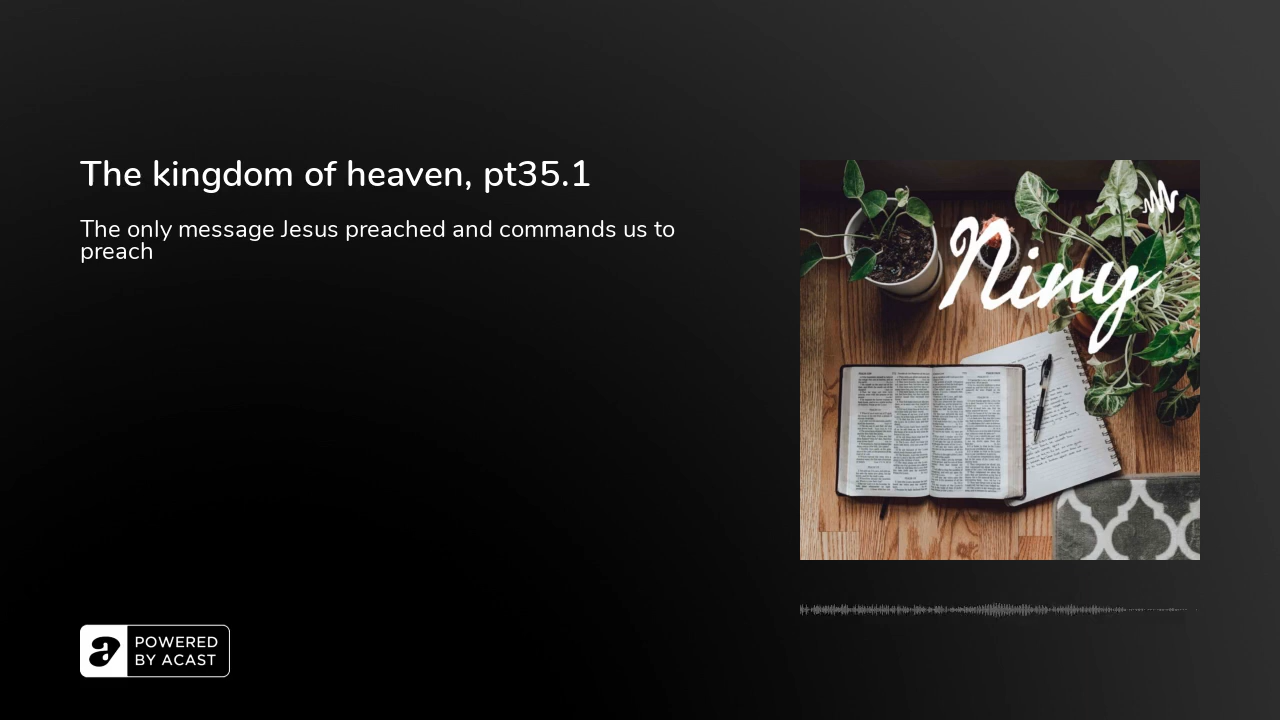 The kingdom of heaven, pt35.1
The only message Jesus preached and commands us to
preach
Niny
POWERED
BY ACAST